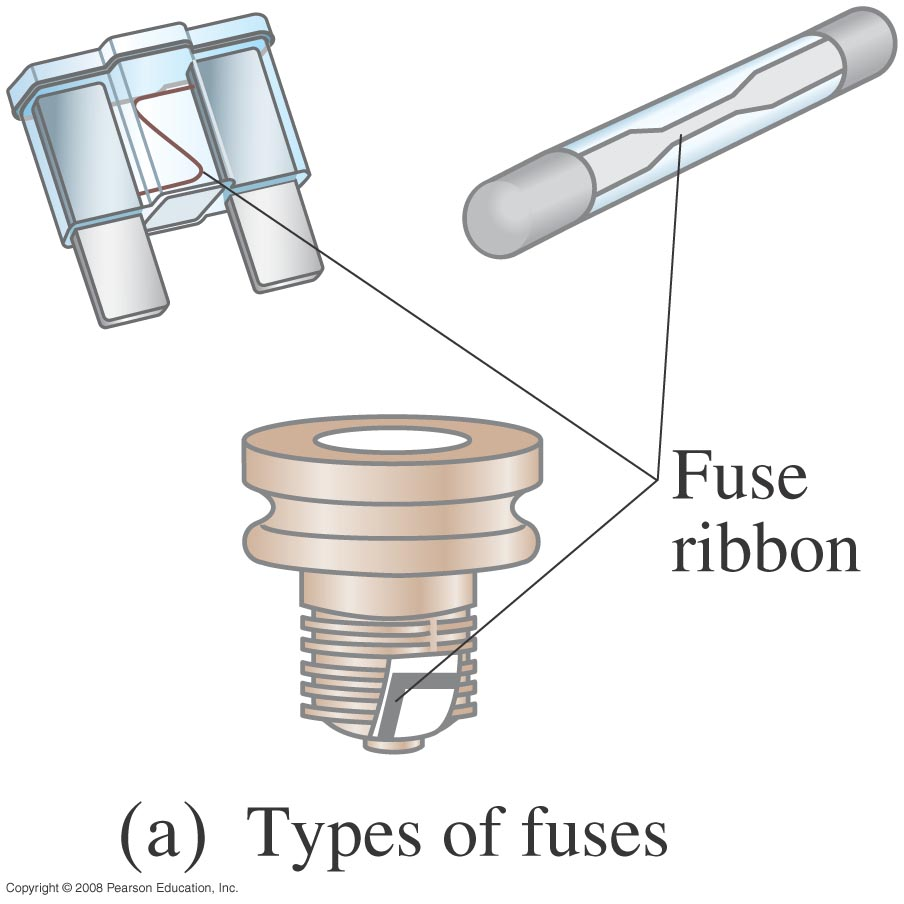 Fuse
ribbon
(a) Types of fuses
Copyright © 2008 Pearson Education, Inc.